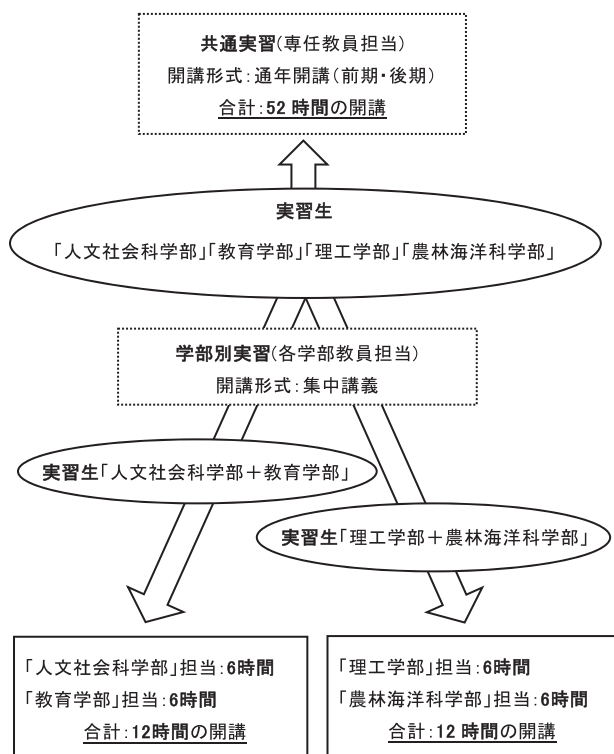 共通実習(専任教員担当)
開講形式:通年開講(前期・後期)
合計:52 時間の開講
実習生
「人文社会科学部」「教育学部」「理工学部」「農林海洋科学部」
学部別実習(各学部教員担当)
開講形式:集中講義
実習生「人文社会科学部+教育学部」
実習生「理工学部+農林海洋科学部」
「人文社会科学部」担当:6時間
「教育学部」担当:6時間
合計:12時間の開講
「理工学部」担当:6時間
「農林海洋科学部」担当:6時間
合計:12 時間の開講